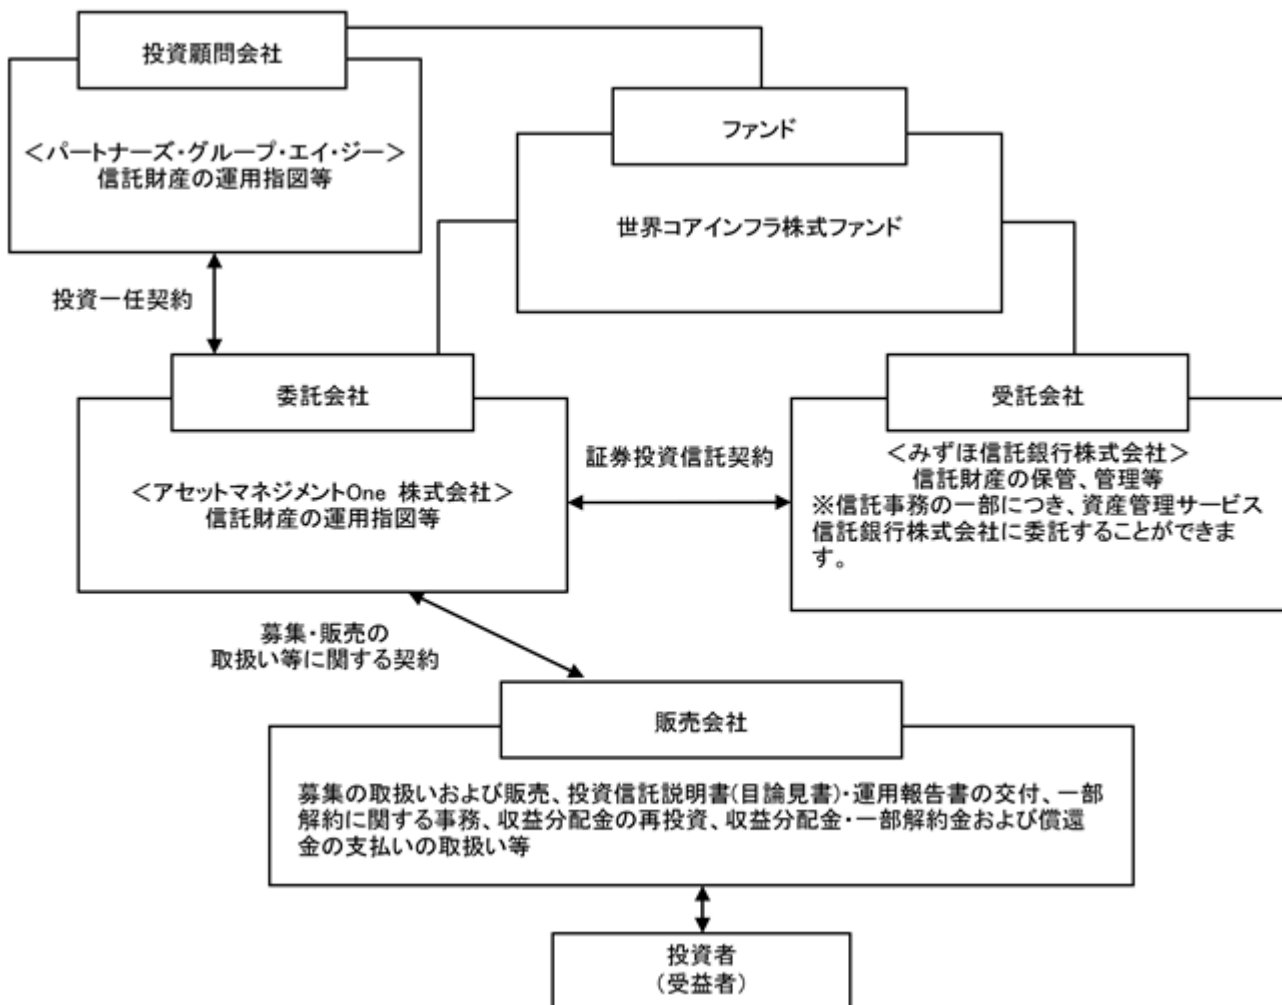 投資顧問会社
＜パートナーズ・グループ・エイ・ジー＞
信託財産の運用指図等
ファンド
世界コアインフラ株式ファンド
投資一任契約
委託会社
＜アセットマネジメントOne 株式会社＞
信託財産の運用指図等
証券投資信託契約
受託会社
＜みずほ信託銀行株式会社＞
信託財産の保管、管理等
※信託事務の一部につき、資産管理サービス
信託銀行株式会社に委託することができま
す。
募集・販売の
取扱い等に関する契約
販売会社
募集の取扱いおよび販売、投資信託説明書(目論見書)・運用報告書の交付、一部
解約に関する事務、収益分配金の再投資、収益分配金・一部解約金および償還
金の支払いの取扱い等
投資者
（受益者）